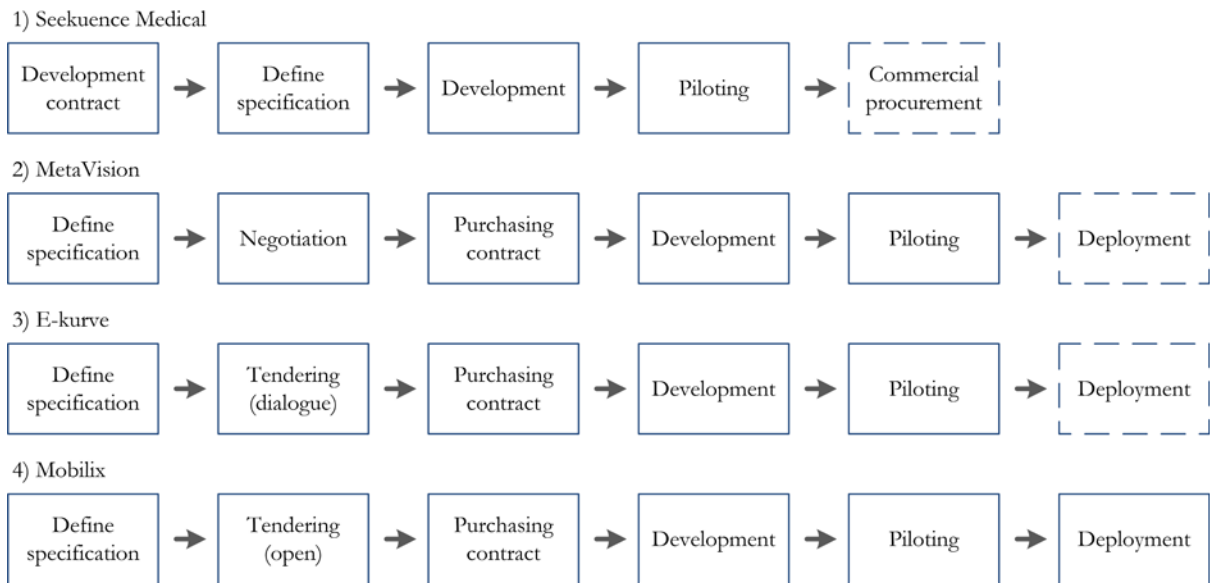 1) Seekuence Medical
Development
contract
Define
specification
Development
Piloting
Commercial
procurement
2) MetaVision
Define
specification
Negotiation
Purchasing
contract
Development
Piloting
Deployment
3) E-kurve
Define
specification
Tendering
(dialogue)
Purchasing
contract
Development
Piloting
Deployment
4) Mobilix
Define
specification
Tendering
(open)
Purchasing
contract
Development
Piloting
Deployment